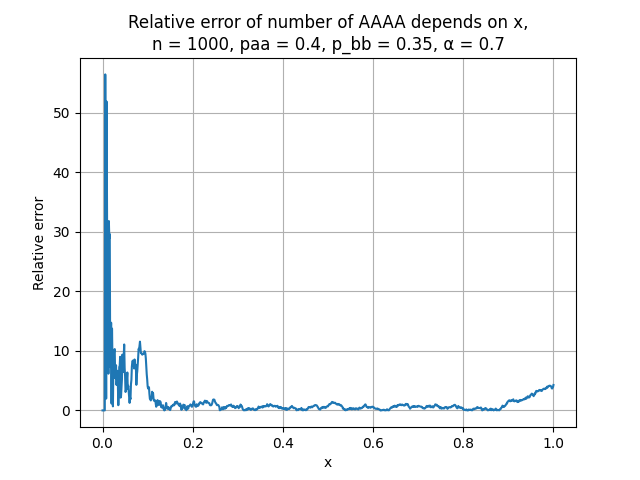 Relative error of number of AAAA depends on x,
n = 1000, paa = 0.4, p_bb = 0.35, α = 0.7
Relative error
50
40
30
20
10
0
0.0 0.2 0.4 0.6 0.8 1.0
x